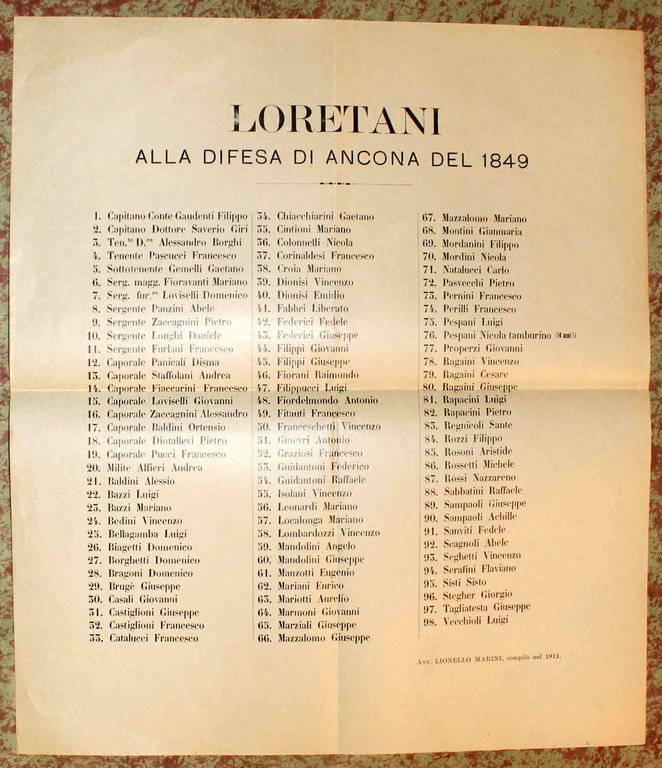 LORETANI
ALLA DIFESA DI ANCONA DEL 1849
1. Capitano Conte Gaudenti Filippo
2. Capitano Dottore Saverio Giri
3. Ten.te D.re Alessandro Borghi
4. Tenente Pascucci Francesco
5. Sottotenente Gemelli Gaetano
6. Serg. magg. Fioravanti Mariano
7. Serg. fur.re Loviselli Domenico
8. Sergente Panzini Abele
9. Sergente Zaccagnini Pietro
10. Sergente Longhi Daniele
11. Sergente Furlani Francesco
12. Caporale Panicali Disma
13. Caporale Staffolani Andrea
14. Caporale Fiaccarini Francesco
15. Caporale Loviselli Giovanni
16. Caporale Zaccagnini Alessandro
17. Caporale Baldini Ortensio
18. Caporale Diotallevi Pietro
19. Caporale Pucci Francesco
20. Milite Alfieri Andrea
21. Baldini Alessio
22. Bazzi Luigi
23. Bazzi Mariano
24. Bedini Vincenzo
25. Bellagamba Luigi
26. Biagetti Domenico
27. Borghetti Domenico
28. Bragoni Domenico
29. Brugè Giuseppe
30. Casali Giovanni
31. Castiglioni Giuseppe
32. Castiglioni Francesco
33. Catalucci Francesco
34. Chiacchiarini Gaetano
35. Cintioni Mariano
36. Colonnelli Nicola
37. Corinaldesi Francesco
38. Croia Mariano
39. Dionisi Vincenzo
40. Dionisi Emidio
41. Fabbri Liberato
42. Federici Fedele
43. Federici Giuseppe
44. Filippi Giovanni
45. Filippi Giuseppe
46. Fiorani Raimondo
47. Filippucci Luigi
48. Fiordelmondo Antonio
49. Fitauti Francesco
50. Franceschetti Vincenzo
51. Ginevri Antonio
52. Graziosi Francesco
53. Guidantoni Federico
54. Guidantoni Raffaele
55. Isolani Vincenzo
56. Leonardi Mariano
57. Localonga Mariano
58. Lombardozzi Vincenzo
59. Mandolini Angelo
60. Mandolini Giuseppe
61. Manzotti Eugenio
62. Mariani Enrico
63. Mariotti Aurelio
64. Marmoni Giovanni
65. Marziali Giuseppe
66. Mazzalomo Giuseppe
67. Mazzalomo Mariano
68. Montini Gianmaria
69. Mordanini Filippo
70. Mordini Nicola
71. Natalucci Carlo
72. Pasvecchi Pietro
73. Pernini Francesco
74. Perilli Francesco
75. Pespani Luigi
76. Pespani Nicola tamburino (14 anni!)
77. Properzi Giovanni
78. Ragaini Vincenzo
79. Ragaini Cesare
80. Ragaini Giuseppe
81. Rapacini Luigi
82. Rapacini Pietro
83. Regnicoli Sante
84. Rozzi Filippo
85. Rosoni Aristide
86. Rossetti Michele
87. Rossi Nazzareno
88. Sabbatini Raffaele
89. Sampaoli Giuseppe
90. Sampaoli Achille
91. Sanviti Fedele
92. Scagnoli Abele
93. Seghetti Vincenzo
94. Serafini Flaviano
95. Sisti Sisto
96. Stegher Giorgio
97. Tagliatesta Giuseppe
98. Vecchioli Luigi
Avv. LIONELLO MARINI, compilò nel 1911.